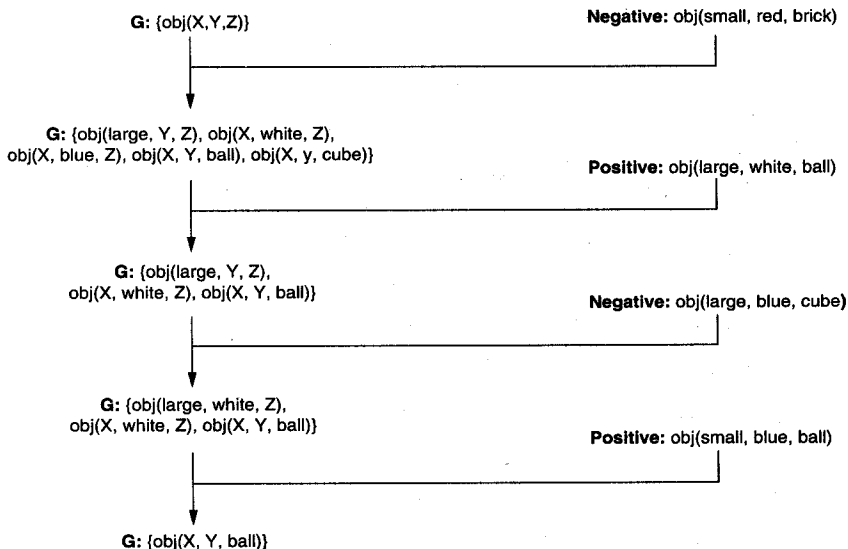 G: {obj(X,Y,Z)}
Negative: obj(small, red, brick)
G: {obj(large, Y, Z), obj(X, white, Z),
obj(X, blue, Z), obj(X, Y, ball), obj(X, y, cube)}
Positive: obj(large, white, ball)
G: {obj(large, Y, Z),
obj(X, white, Z), obj(X, Y, ball)}
Negative: obj(large, blue, cube)
G: {obj(large, white, Z),
obj(X, white, Z), obj(X, Y, ball)}
Positive: obj(small, blue, ball)
G: {obj(X, Y, ball)}